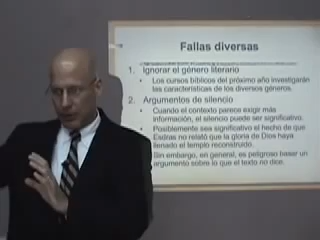 Fallas diversas
1. Ignorar el género literario
• Los cursos bíblicos del próximo año investigarán
las características de los diversos géneros.
2. Argumentos de silencio
• Cuando el contexto parece exigir más
información, el silencio puede ser significativo.
• Posiblemente sea significativo el hecho de que
Esdras no relató que la gloria de Dios haya
llenado el templo reconstruido.
• Sin embargo, en general, es peligroso basar un
argumento sobre lo que el texto no dice.